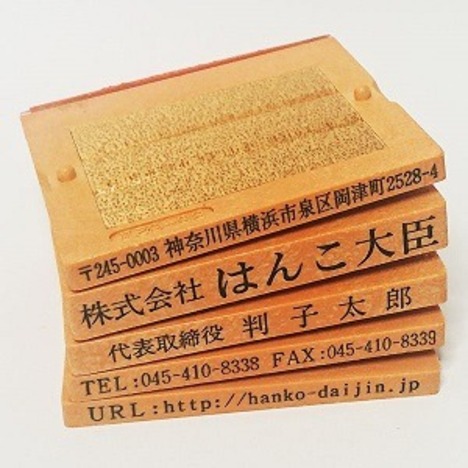 〒245-0003 神奈川県横浜市泉区岡津町2528-4
株式会社 はんこ大臣
代表取締役 判子太郎
TEL:045-410-8338 FAX:045-410-8339
URL:http://hanko-daijin.jp